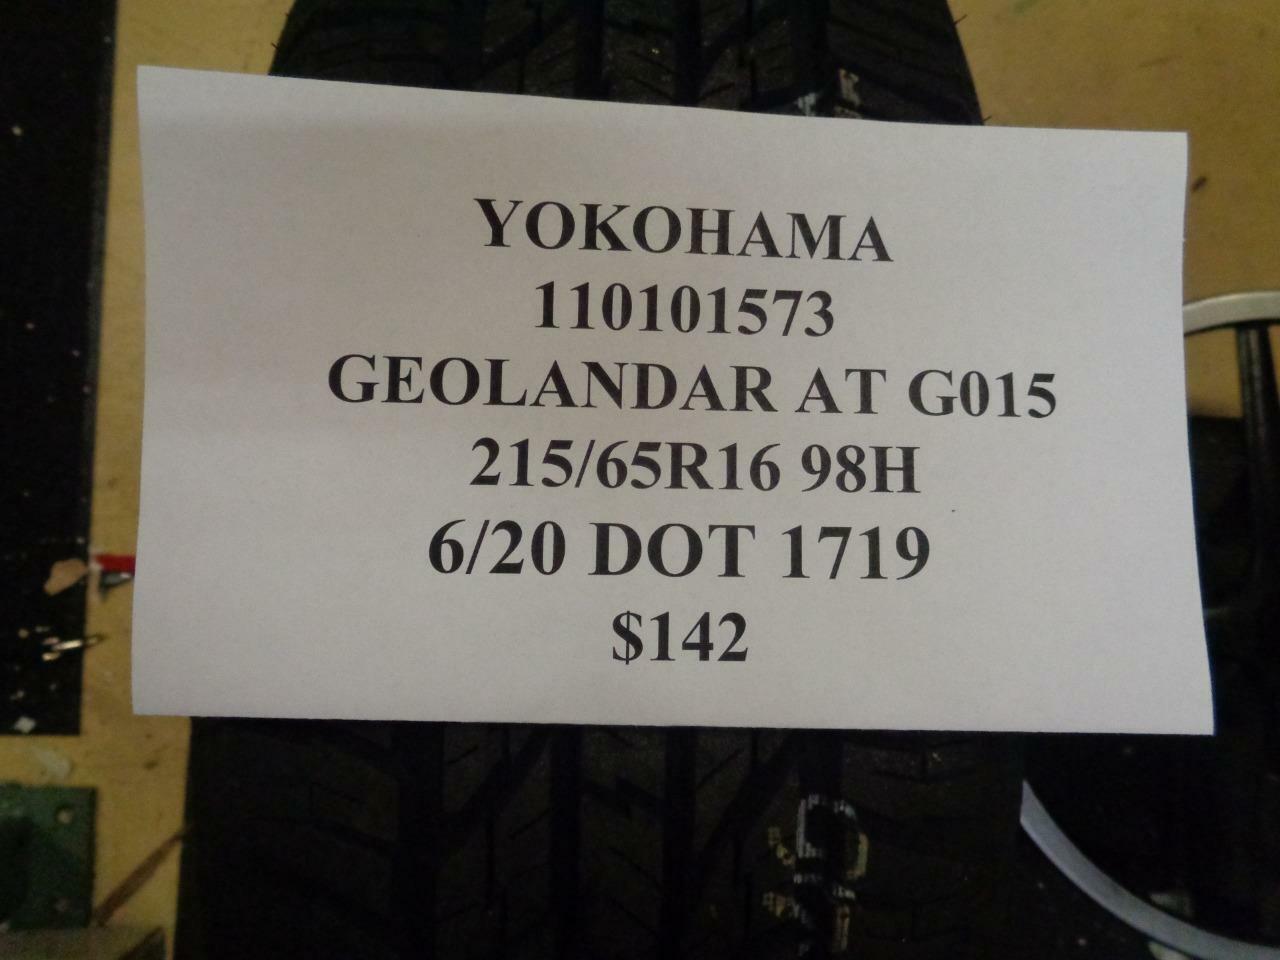 YOKOHAMA
110101573
GEOLANDAR AT G015
215/65R16 98H
6/20 DOT 1719
$142